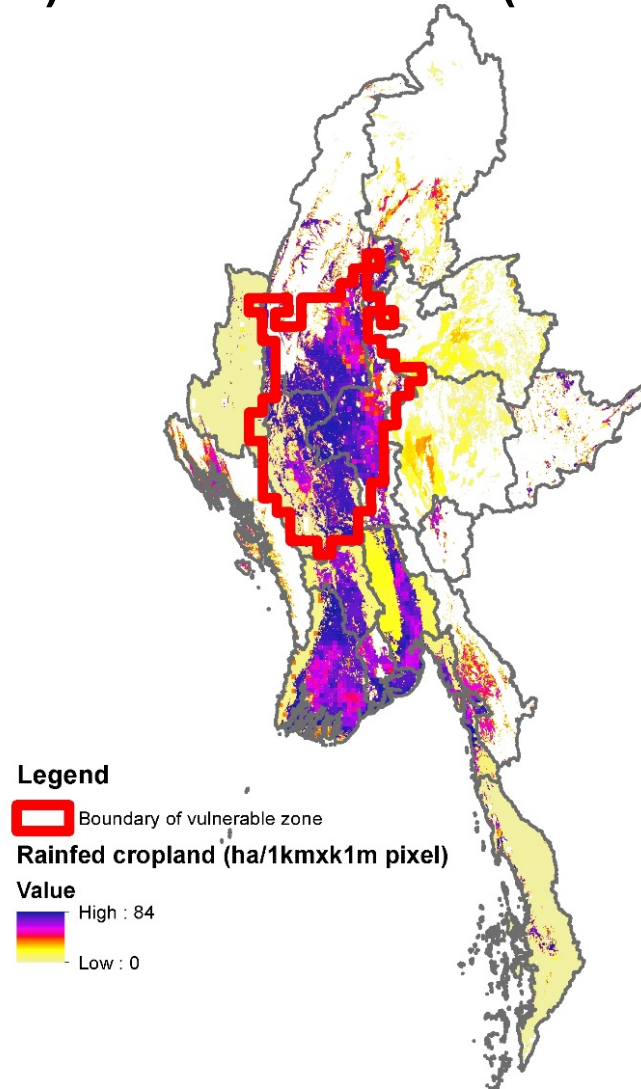 )
(
Legend
Boundary of vulnerable zone
Rainfed cropland (ha/1kmxk1m pixel)
Value
High : 84
Low : 0